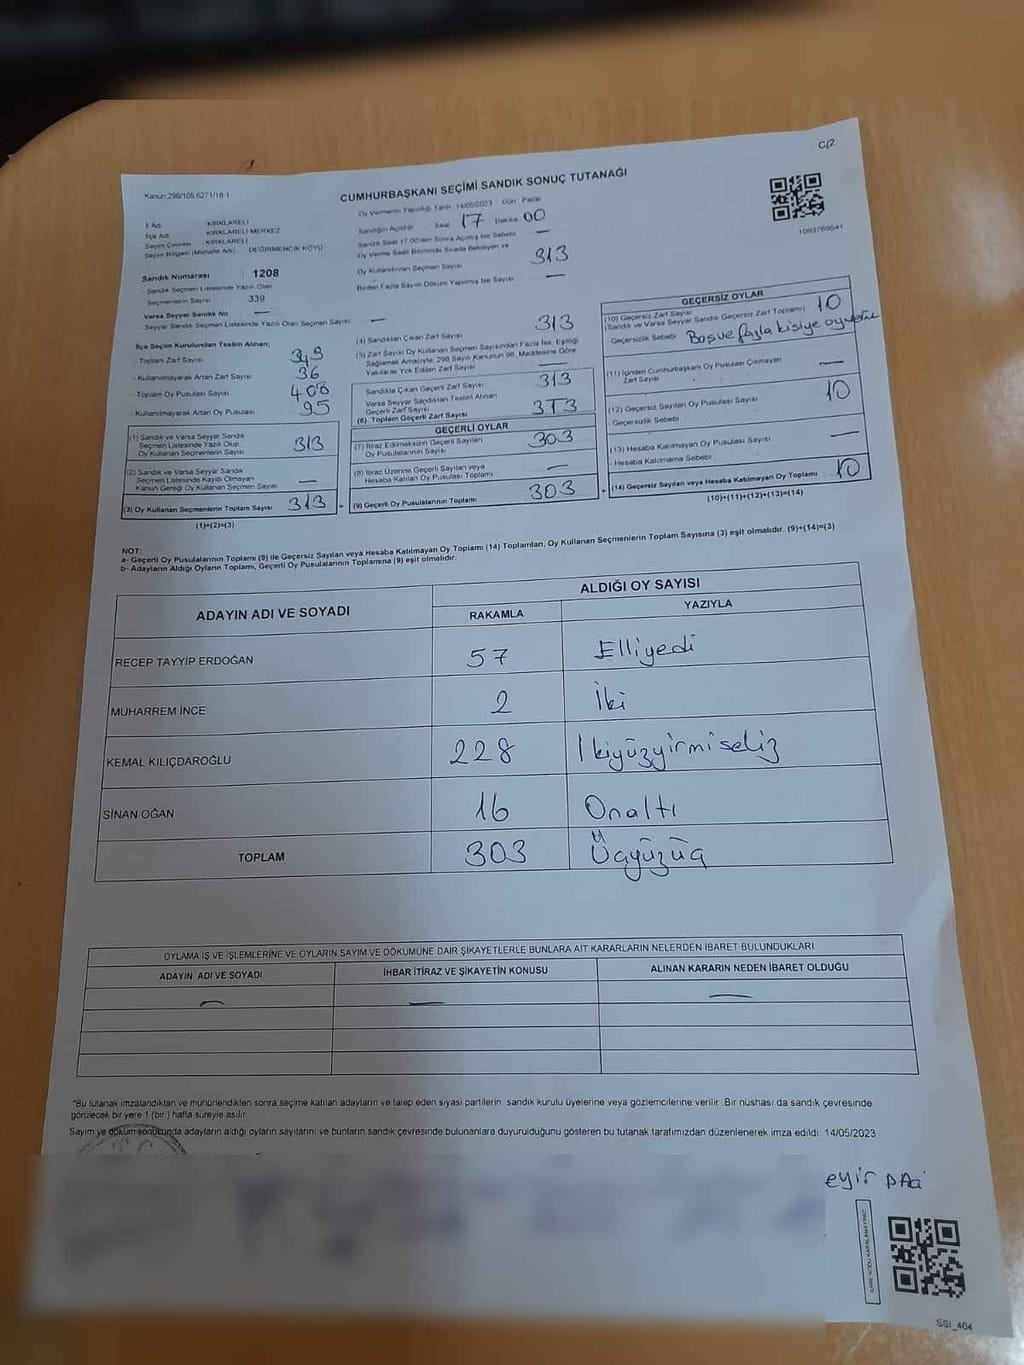 C/2
Kanun:298/105,6271/18-1
CUMHURBAŞKANI SEÇİMİ SANDIK SONUÇ TUTANAĞI
Oy Vermenin Yapıldığı Tarih: 14/05/2023 Gün: Pazar
İl Adı KIRKLARELİ
İlçe Adı KIRKLARELİ MERKEZ
Seçim Çevresi KIRKLARELİ
Seçim Bölgesi (Mahalle Adı) DEĞİRMENCİK KÖYÜ
Sandığın Açıldığı Saat 17 Dakika 00
Sandık Saat 17.00'den Sonra Açılmış İse Sebebi —
Oy Verme Saati Bitiminde Sırada Bekleyen ve
Oy Kullandırılan Seçmen Sayısı 313
Birden Fazla Sayım Döküm Yapılmış İse Sayısı —
1093769541
Sandık Numarası : 1208
- Sandık Seçmen Listesinde Yazılı Olan
Seçmenlerin Sayısı : 339
Varsa Seyyar Sandık No : —
- Seyyar Sandık Seçmen Listesinde Yazılı Olan Seçmen Sayısı : —
İlçe Seçim Kurulundan Teslim Alınan;
- Toplam Zarf Sayısı
- Kullanılmayarak Artan Zarf Sayısı 36
- Toplam Oy Pusulası Sayısı 408
- Kullanılmayarak Artan Oy Pusulası 95
(1) Sandık ve Varsa Seyyar Sandık
Seçmen Listesinde Yazılı Olup
Oy Kullanan Seçmenlerin Sayısı 313
(2) Sandık ve Varsa Seyyar Sandık
Seçmen Listesinde Kayıtlı Olmayan
Kanun Gereği Oy Kullanan Seçmen Sayısı —
(3) Oy Kullanan Seçmenlerin Toplam Sayısı 313
(1)+(2)=(3)
(4) Sandıktan Çıkan Zarf Sayısı 313
(5) Zarf Sayısı Oy Kullanan Seçmen Sayısından Fazla İse, Eşitliği
Sağlamak Amacıyla, 298 Sayılı Kanunun 98. Maddesine Göre
Yakılarak Yok Edilen Zarf Sayısı —
Sandıkta Çıkan Geçerli Zarf Sayısı 313
Varsa Seyyar Sandıktan Teslim Alınan
Geçerli Zarf Sayısı
(6) Toplam Geçerli Zarf Sayısı 313
GEÇERLİ OYLAR
(7) İtiraz Edilmeksizin Geçerli Sayılan
Oy Pusulalarının Sayısı 303
(8) İtiraz Üzerine Geçerli Sayılan veya
Hesaba Katılan Oy Pusulası Toplamı —
= (9) Geçerli Oy Pusulalarının Toplamı 303
GEÇERSİZ OYLAR
(10) Geçersiz Zarf Sayısı
(Sandık ve Varsa Seyyar Sandık Geçersiz Zarf Toplamı) 10
- Geçersizlik Sebebi Boş ve fazla kişiye oy
(11) İçinden Cumhurbaşkanı Oy Pusulası Çıkmayan
Zarf Sayısı —
(12) Geçersiz Sayılan Oy Pusulası Sayısı 10
- Geçersizlik Sebebi
(13) Hesaba Katılmayan Oy Pusulası Sayısı —
- Hesaba Katılmama Sebebi
+ (14) Geçersiz Sayılan veya Hesaba Katılmayan Oy Toplamı 10
(10)+(11)+(12)+(13)=(14)
NOT:
a- Geçerli Oy Pusulalarının Toplamı (9) ile Geçersiz Sayılan veya Hesaba Katılmayan Oy Toplamı (14) Toplamları, Oy Kullanan Seçmenlerin Toplam Sayısına (3) eşit olmalıdır. (9)+(14)=(3)
b- Adayların Aldığı Oyların Toplamı, Geçerli Oy Pusulalarının Toplamına (9) eşit olmalıdır.
ADAYIN ADI VE SOYADI
ALDIĞI OY SAYISI
RAKAMLA YAZIYLA
RECEP TAYYİP ERDOĞAN 57 Elliyedi
MUHARREM İNCE 2 İki
KEMAL KILIÇDAROĞLU 228 İkiyüzyirmisekiz
SİNAN OĞAN 16 Onaltı
TOPLAM 303 Üçyüzüç
OYLAMA İŞ VE İŞLEMLERİNE VE OYLARIN SAYIM VE DÖKÜMÜNE DAİR ŞİKAYETLERLE BUNLARA AİT KARARLARIN NELERDEN İBARET BULUNDUKLARI
ADAYIN ADI VE SOYADI İHBAR İTİRAZ VE ŞİKAYETİN KONUSU ALINAN KARARIN NEDEN İBARET OLDUĞU
— — —
"Bu tutanak imzalandıktan ve mühürlendikten sonra seçime katılan adayların ve talep eden siyasi partilerin sandık kurulu üyelerine veya gözlemcilerine verilir. Bir nüshası da sandık çevresinde
görülecek bir yere 1 (bir ) hafta süreyle asılır.
Sayım ve döküm sonucunda adayların aldığı oyların sayılarını ve bunların sandık çevresinde bulunanlara duyurulduğunu gösteren bu tutanak tarafımızdan düzenlenerek imza edildi. 14/05/2023
KARE KODU KARALAMAYINIZ!
SSI_404